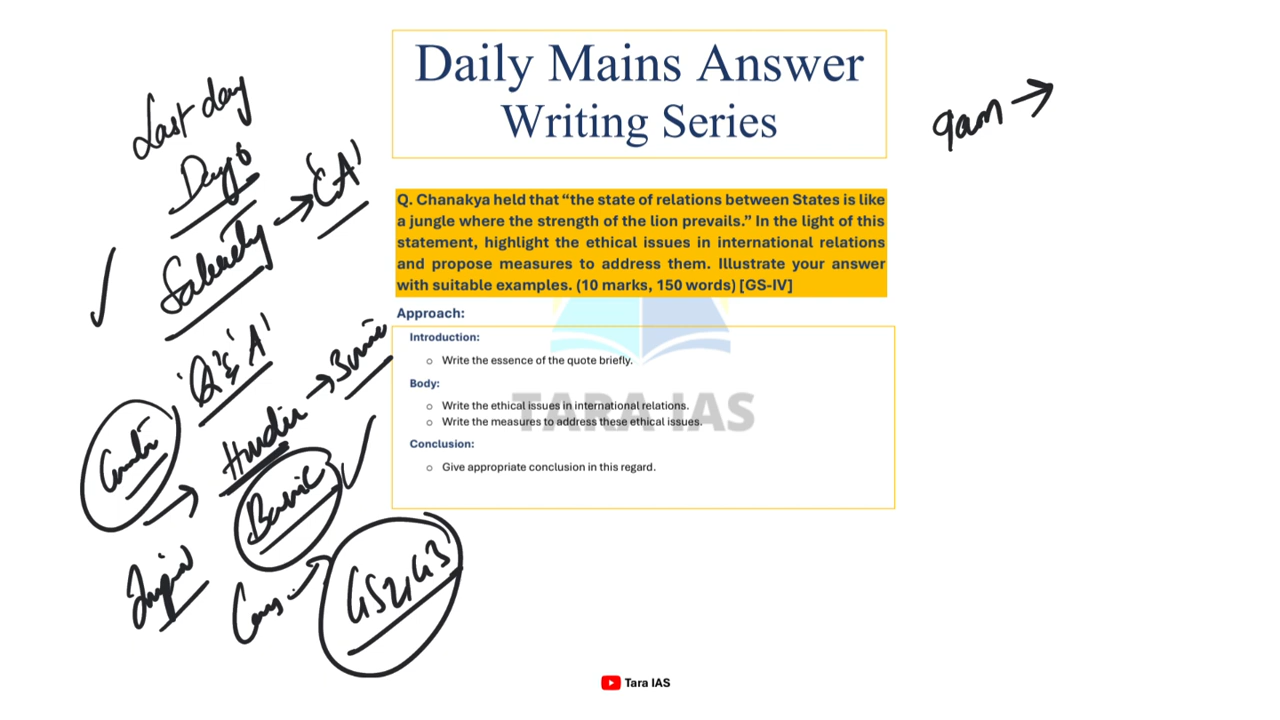 Daily Mains Answer
Writing Series
Last day
9am →
Q. Chanakya held that “the state of relations between States is like
a jungle where the strength of the lion prevails.” In the light of this
statement, highlight the ethical issues in international relations
and propose measures to address them. Illustrate your answer
with suitable examples. (10 marks, 150 words) [GS-IV]
Approach:
Introduction:
o Write the essence of the quote briefly.
Body:
o Write the ethical issues in international relations.
o Write the measures to address these ethical issues.
Conclusion:
o Give appropriate conclusion in this regard.
TARA IAS
→ 'A'
'Q' & 'A'
GS2,G3
Tara IAS